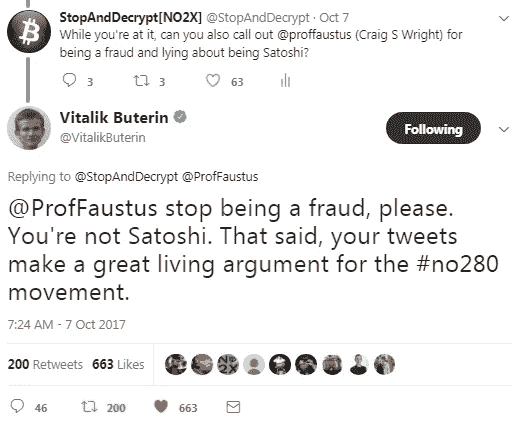 StopAndDecrypt[NO2X] @StopAndDecrypt · Oct 7
While you're at it, can you also call out @proffaustus (Craig S Wright) for
being a fraud and lying about being Satoshi?
3 3 63
Vitalik Buterin
@VitalikButerin
Following
Replying to @StopAndDecrypt @ProfFaustus
@ProfFaustus stop being a fraud, please.
You're not Satoshi. That said, your tweets
make a great living argument for the #no280
movement.
7:24 AM - 7 Oct 2017
200 Retweets 663 Likes
46 200 663